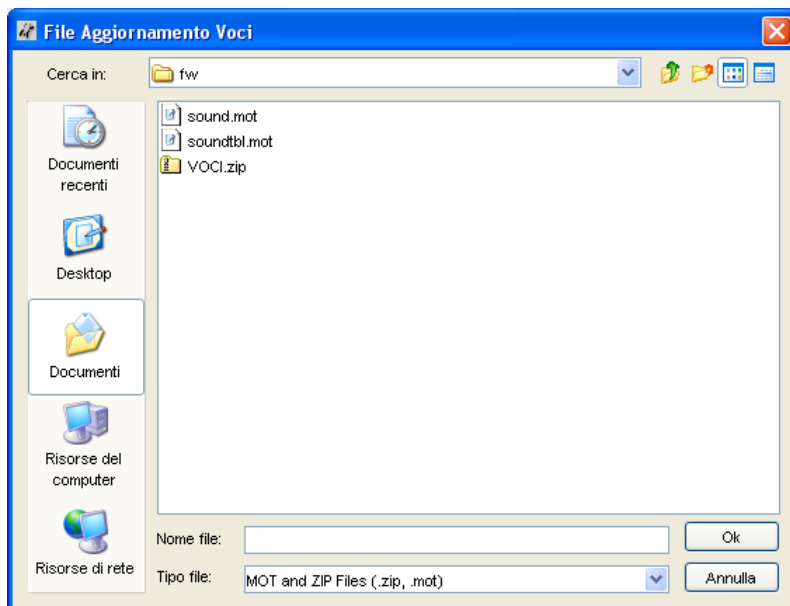 File Aggiornamento Voci
Cerca in:
fw
sound.mot
soundtbl.mot
VOCI.zip
Documenti
recenti
Desktop
Documenti
Risorse del
computer
Risorse di rete
Nome file:
Ok
Tipo file:
MOT and ZIP Files (.zip, .mot)
Annulla